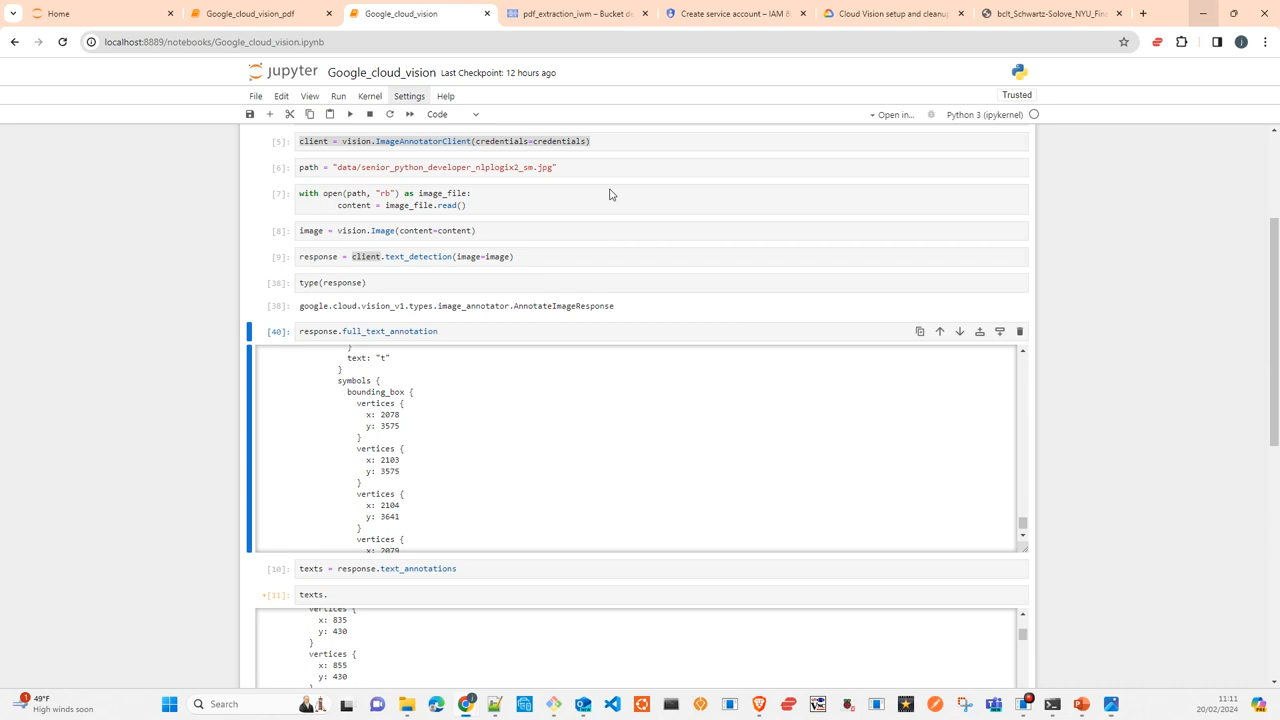 Home
Google_cloud_vision_pdf
Google_cloud_vision
pdf_extraction_iwm – Bucket de
Create service account – IAM &
Cloud Vision setup and cleanup
bclt_Schwartz-Solove_NYU_Fina
localhost:8889/notebooks/Google_cloud_vision.ipynb
jupyter Google_cloud_vision Last Checkpoint: 12 hours ago
File Edit View Run Kernel Settings Help Trusted
Code Open in... Python 3 (ipykernel)
[5]: client = vision.ImageAnnotatorClient(credentials=credentials)
[6]: path = "data/senior_python_developer_nlplogix2_sm.jpg"
[7]: with open(path, "rb") as image_file:
content = image_file.read()
[8]: image = vision.Image(content=content)
[9]: response = client.text_detection(image=image)
[38]: type(response)
[38]: google.cloud.vision_v1.types.image_annotator.AnnotateImageResponse
[40]: response.full_text_annotation
}
text: "t"
}
symbols {
bounding_box {
vertices {
x: 2078
y: 3575
}
vertices {
x: 2103
y: 3575
}
vertices {
x: 2104
y: 3641
}
vertices {
x: 2079
[10]: texts = response.text_annotations
*[11]: texts.
vertices {
x: 835
y: 430
}
vertices {
x: 855
y: 430
}
1
49°F
High winds soon
Search
11:11
20/02/2024